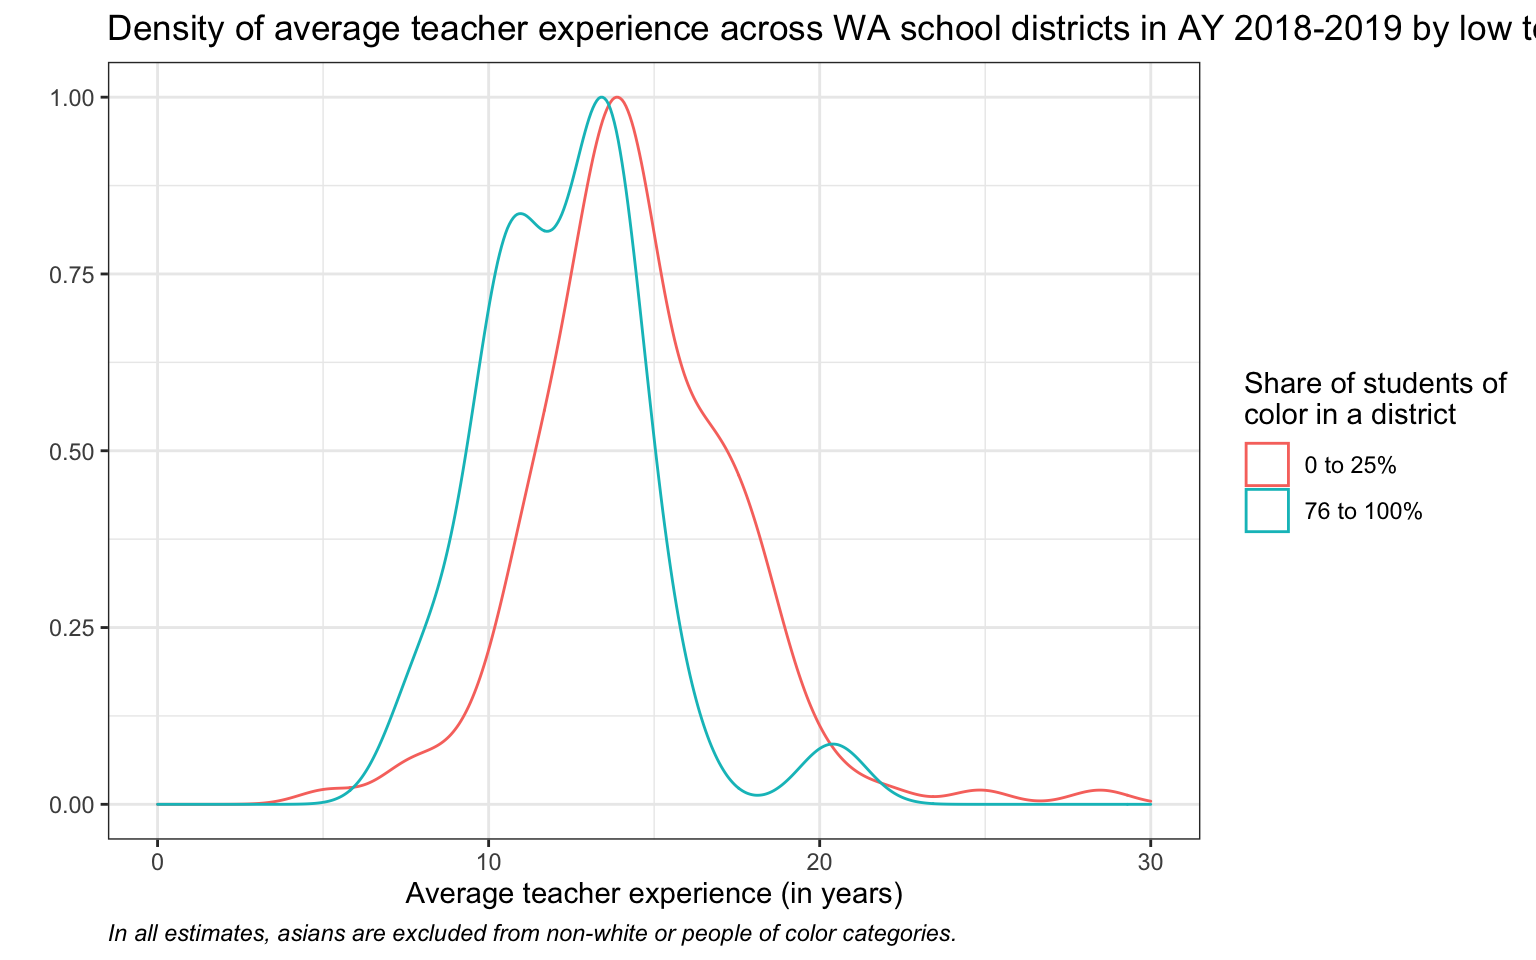 Density of average teacher experience across WA school districts in AY 2018-2019 by low
1.00
0.75
0.50
0.25
0.00
0 10 20 30
Average teacher experience (in years)
In all estimates, asians are excluded from non-white or people of color categories.
Share of students of
color in a district
0 to 25%
76 to 100%